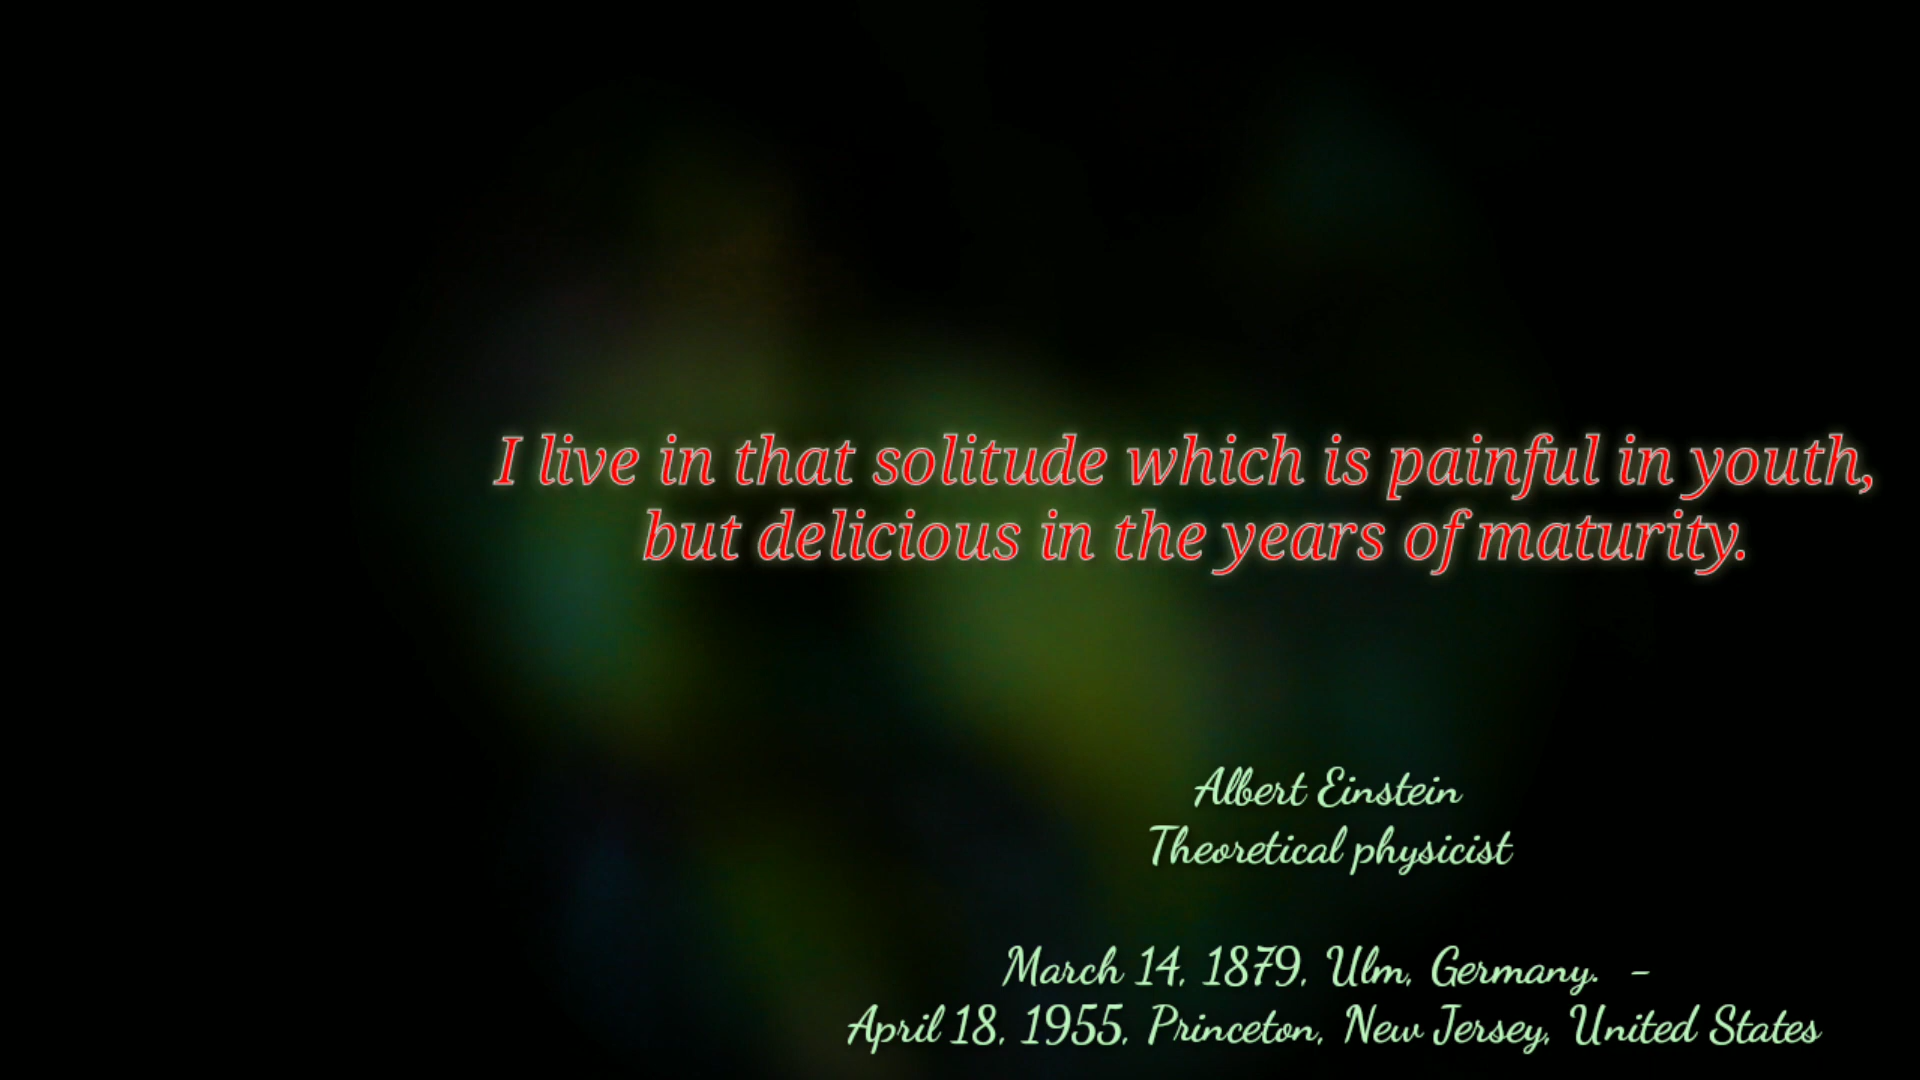 I live in that solitude which is painful in youth,
but delicious in the years of maturity.
Albert Einstein
Theoretical physicist
March 14, 1879, Ulm, Germany. -
April 18, 1955, Princeton, New Jersey, United States